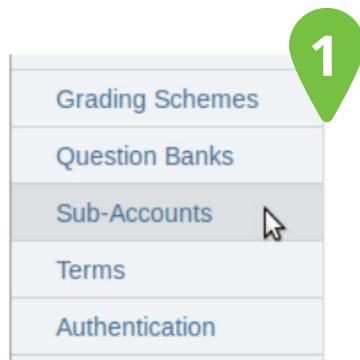 1
Grading Schemes
Question Banks
Sub-Accounts
Terms
Authentication